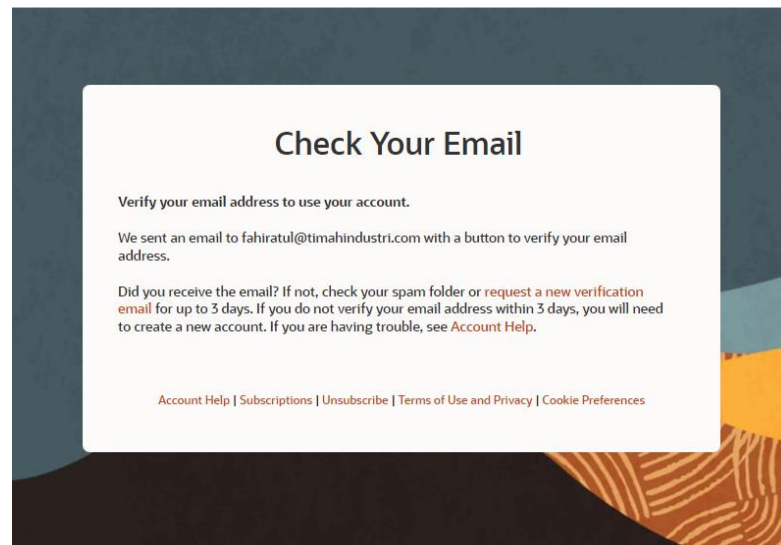 Check Your Email
Verify your email address to use your account.
We sent an email to fahiratul@timahindustri.com with a button to verify your email
address.
Did you receive the email? If not, check your spam folder or request a new verification
email for up to 3 days. If you do not verify your email address within 3 days, you will need
to create a new account. If you are having trouble, see Account Help.
Account Help | Subscriptions | Unsubscribe | Terms of Use and Privacy | Cookie Preferences